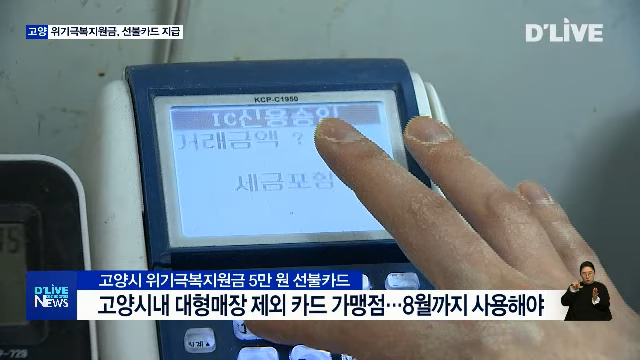 고양 위기극복지원금, 선불카드 지급
D'LIVE
KCP-C1950
IC신용승인
거래금액 ?
세금포함
고양시 위기극복지원금 5만 원 선불카드
D'LIVE
NEWS
고양시내 대형매장 제외 카드 가맹점…8월까지 사용해야